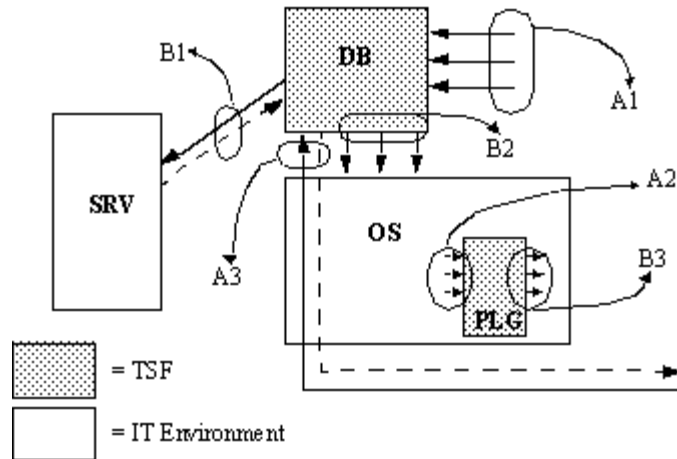 B1
DB
A1
B2
SRV
A3
OS
A2
B3
PLG
= TSF
= IT Environment